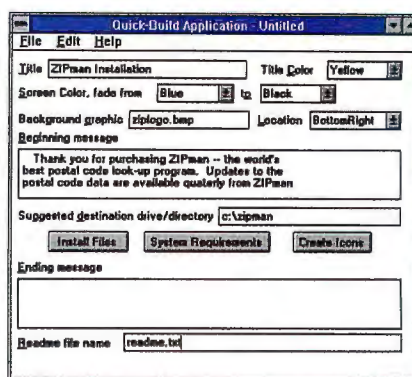 Quick-Build Application - Untitled
File Edit Help
Title ZIPman Installation Title Color Yellow
Screen Color, fade from Blue to Black
Background graphic ziplogo.bmp Location BottomRight
Beginning message
Thank you for purchasing ZIPman -- the world's
best postal code look-up program. Updates to the
postal code data are available quaterly from ZIPman
Suggested destination drive/directory c:\zipman
Install Files System Requirements Create Icons
Ending message
Readme file name readme.txt